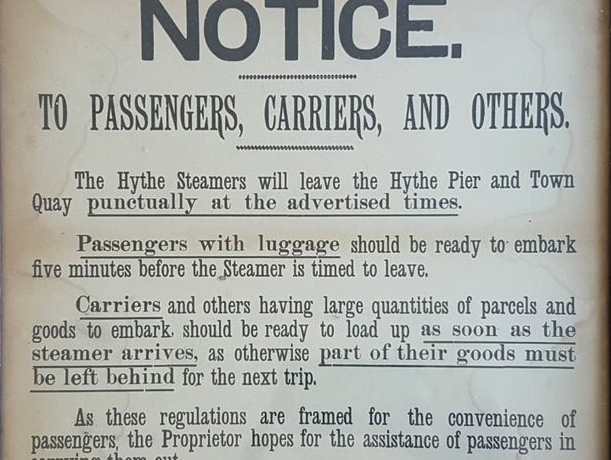 NOTICE.
TO PASSENGERS, CARRIERS, AND OTHERS.
The Hythe Steamers will leave the Hythe Pier and Town
Quay punctually at the advertised times.
Passengers with luggage should be ready to embark
five minutes before the Steamer is timed to leave.
Carriers and others having large quantities of parcels and
goods to embark, should be ready to load up as soon as the
steamer arrives, as otherwise part of their goods must
be left behind for the next trip.
As these regulations are framed for the convenience of
passengers, the Proprietor hopes for the assistance of passengers in
carrying them out.